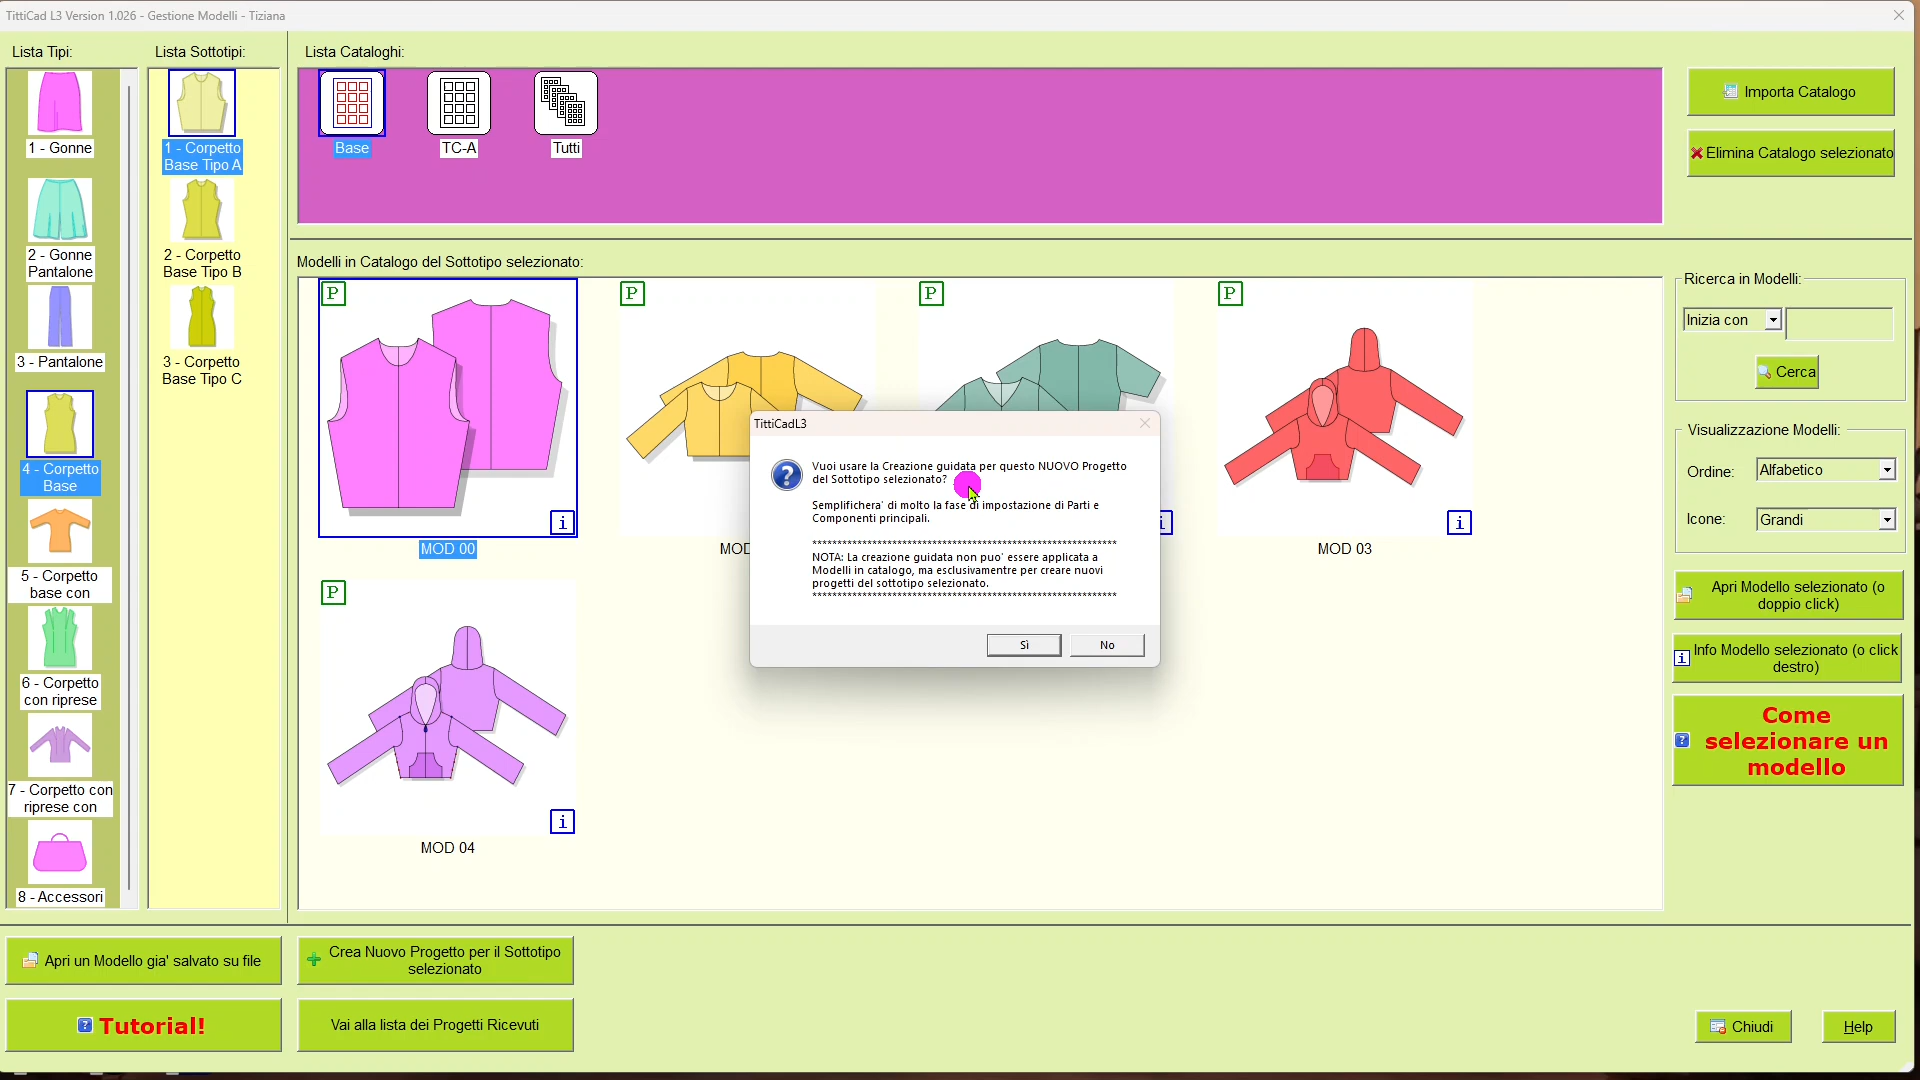 TittiCad L3 Version 1.026 - Gestione Modelli - Tiziana
Lista Tipi:
Lista Sottotipi:
Lista Cataloghi:
1 - Gonne
2 - Gonne
Pantalone
3 - Pantalone
4 - Corpetto
Base
5 - Corpetto
base con
6 - Corpetto
con riprese
7 - Corpetto con
riprese con
8 - Accessori
1 - Corpetto
Base Tipo A
2 - Corpetto
Base Tipo B
3 - Corpetto
Base Tipo C
Base
TC-A
Tutti
Importa Catalogo
Elimina Catalogo selezionato
Modelli in Catalogo del Sottotipo selezionato:
P
P
P
P
i
i
i
MOD 00
MOD
MOD 03
P
i
MOD 04
TittiCadL3
Vuoi usare la Creazione guidata per questo NUOVO Progetto
del Sottotipo selezionato?
Semplifichera' di molto la fase di impostazione di Parti e
Componenti principali.
*************************************************************
NOTA: La creazione guidata non puo' essere applicata a
Modelli in catalogo, ma esclusivamentre per creare nuovi
progetti del sottotipo selezionato.
*************************************************************
Sì
No
Ricerca in Modelli:
Inizia con
Cerca
Visualizzazione Modelli:
Ordine:
Alfabetico
Icone:
Grandi
Apri Modello selezionato (o
doppio click)
Info Modello selezionato (o click
destro)
Come
selezionare un
modello
Apri un Modello gia' salvato su file
Crea Nuovo Progetto per il Sottotipo
selezionato
Tutorial!
Vai alla lista dei Progetti Ricevuti
Chiudi
Help